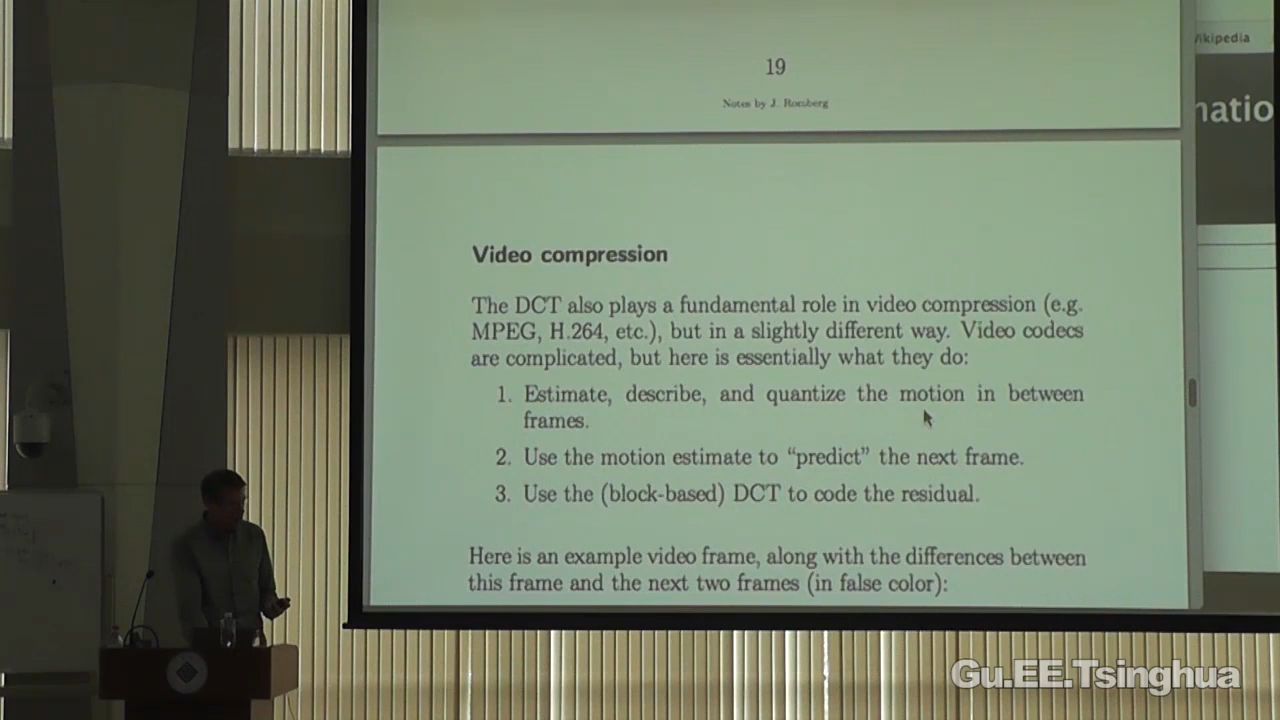 19
Notes by J. Romberg
Video compression
The DCT also plays a fundamental role in video compression (e.g.
MPEG, H.264, etc.), but in a slightly different way. Video codecs
are complicated, but here is essentially what they do:
1. Estimate, describe, and quantize the motion in between
frames.
2. Use the motion estimate to “predict” the next frame.
3. Use the (block-based) DCT to code the residual.
Here is an example video frame, along with the differences between
this frame and the next two frames (in false color):
ikipedia
natio
Gu.EE.Tsinghua